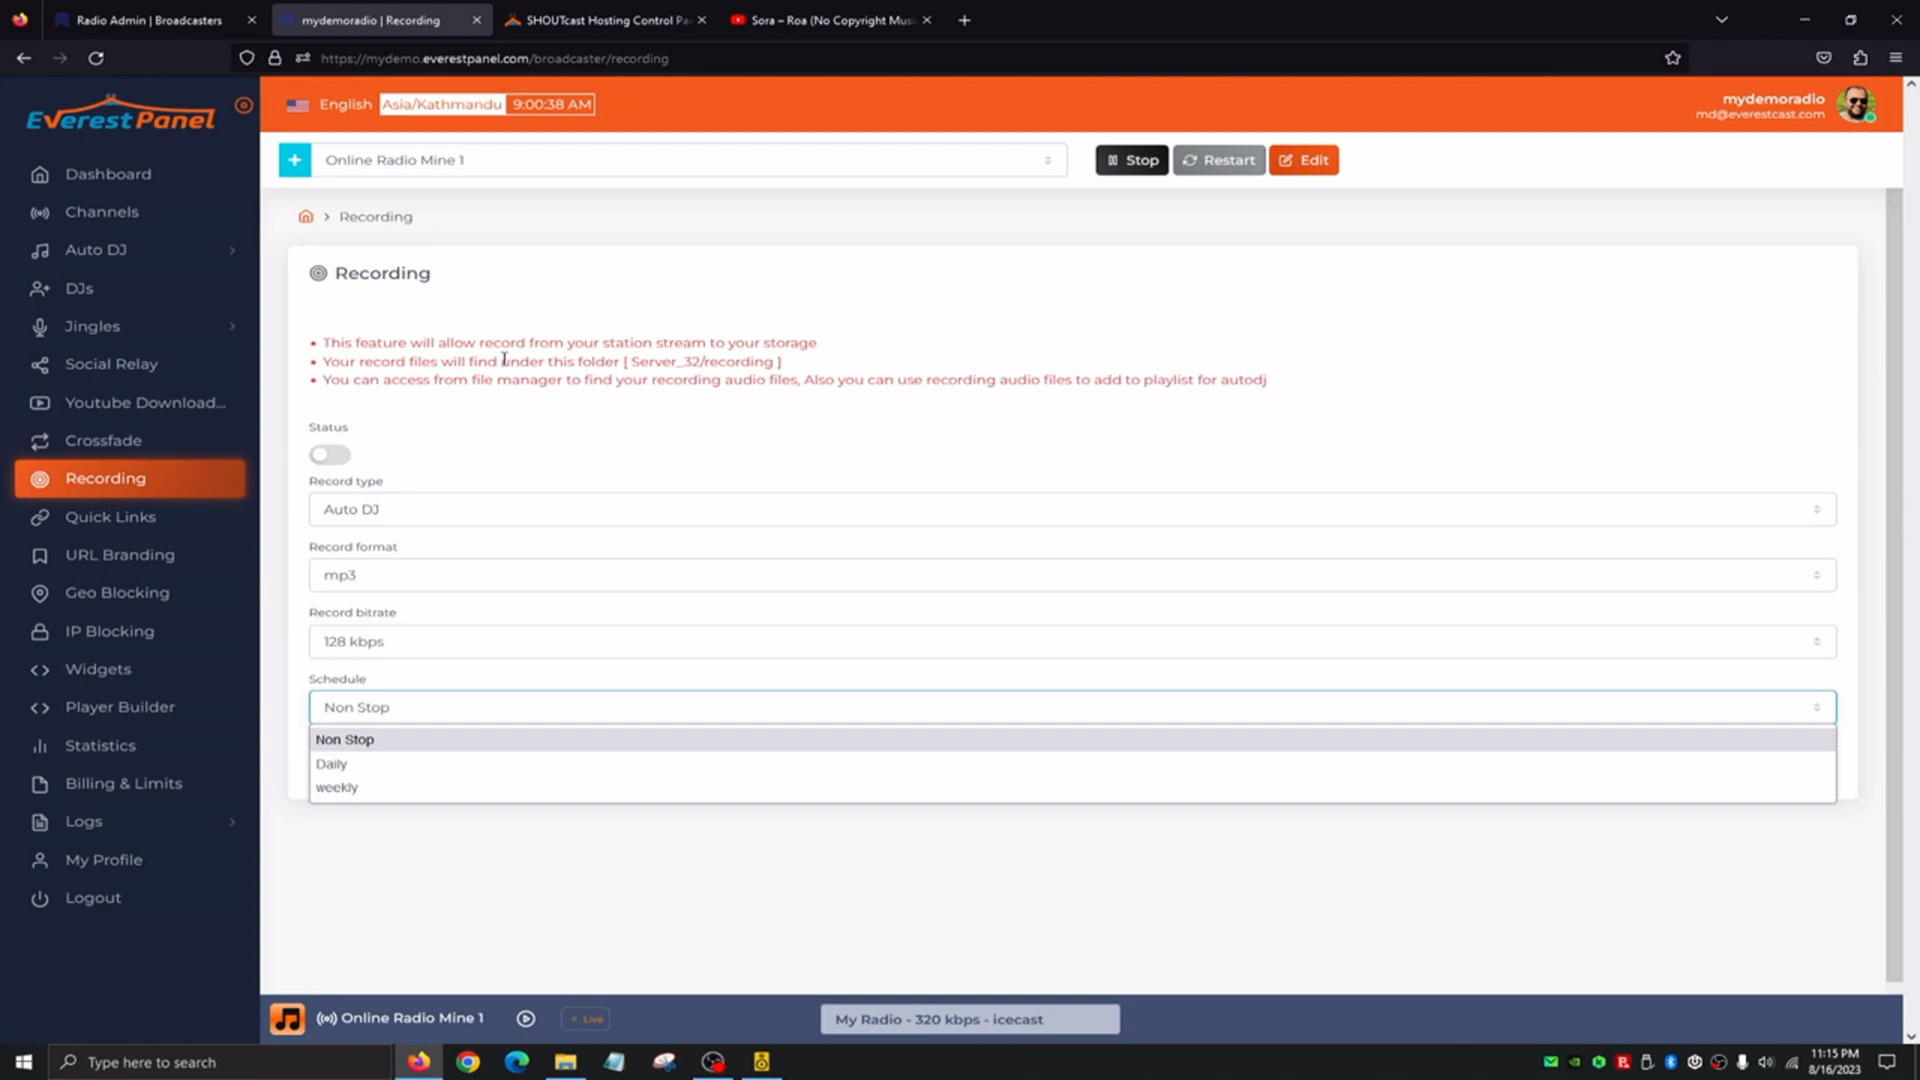 Radio Admin | Broadcasters
mydemoradio | Recording
SHOUTcast Hosting Control Pa
Sora – Roa (No Copyright Mus
https://mydemo.everestpanel.com/broadcaster/recording
EverestPanel
English
Asia/Kathmandu
9:00:38 AM
mydemoradio
md@everestcast.com
Online Radio Mine 1
Stop
Restart
Edit
Dashboard
Channels
Auto DJ
DJs
Jingles
Social Relay
Youtube Download...
Crossfade
Recording
Quick Links
URL Branding
Geo Blocking
IP Blocking
Widgets
Player Builder
Statistics
Billing & Limits
Logs
My Profile
Logout
> Recording
Recording
• This feature will allow record from your station stream to your storage
• Your record files will find under this folder [ Server_32/recording ]
• You can access from file manager to find your recording audio files, Also you can use recording audio files to add to playlist for autodj
Status
Record type
Auto DJ
Record format
mp3
Record bitrate
128 kbps
Schedule
Non Stop
Non Stop
Daily
weekly
Online Radio Mine 1
Live
My Radio - 320 kbps - icecast
Type here to search
11:15 PM
8/16/2023